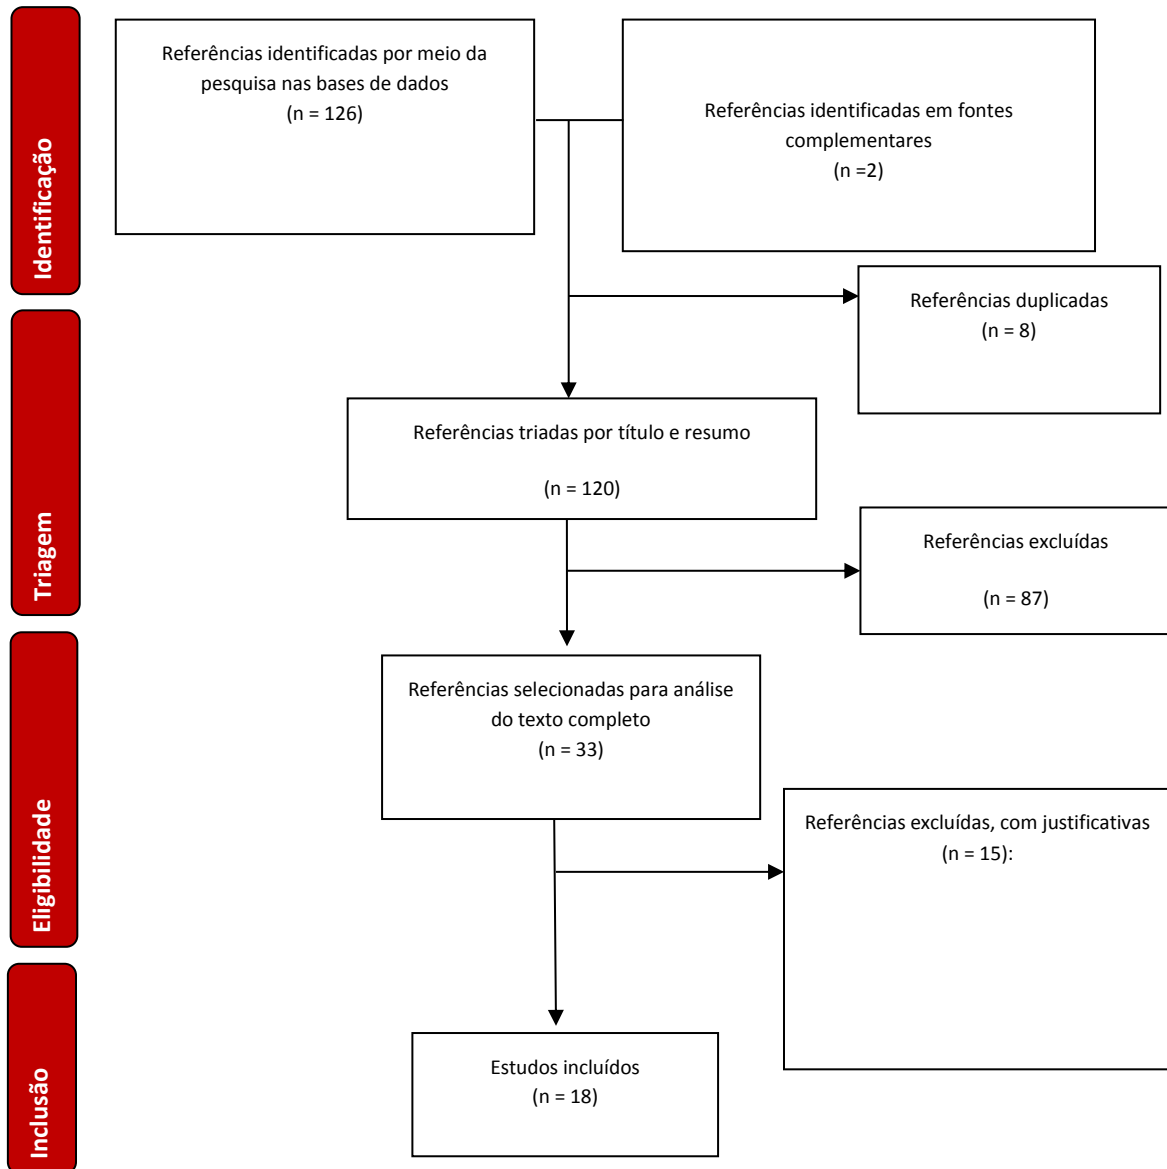 Identificação
Referências identificadas por meio da
pesquisa nas bases de dados
(n = 126)
Referências identificadas em fontes
complementares
(n =2)
Referências duplicadas
(n = 8)
Triagem
Referências triadas por título e resumo
(n = 120)
Referências excluídas
(n = 87)
Eligibilidade
Referências selecionadas para análise
do texto completo
(n = 33)
Referências excluídas, com justificativas
(n = 15):
Inclusão
Estudos incluídos
(n = 18)